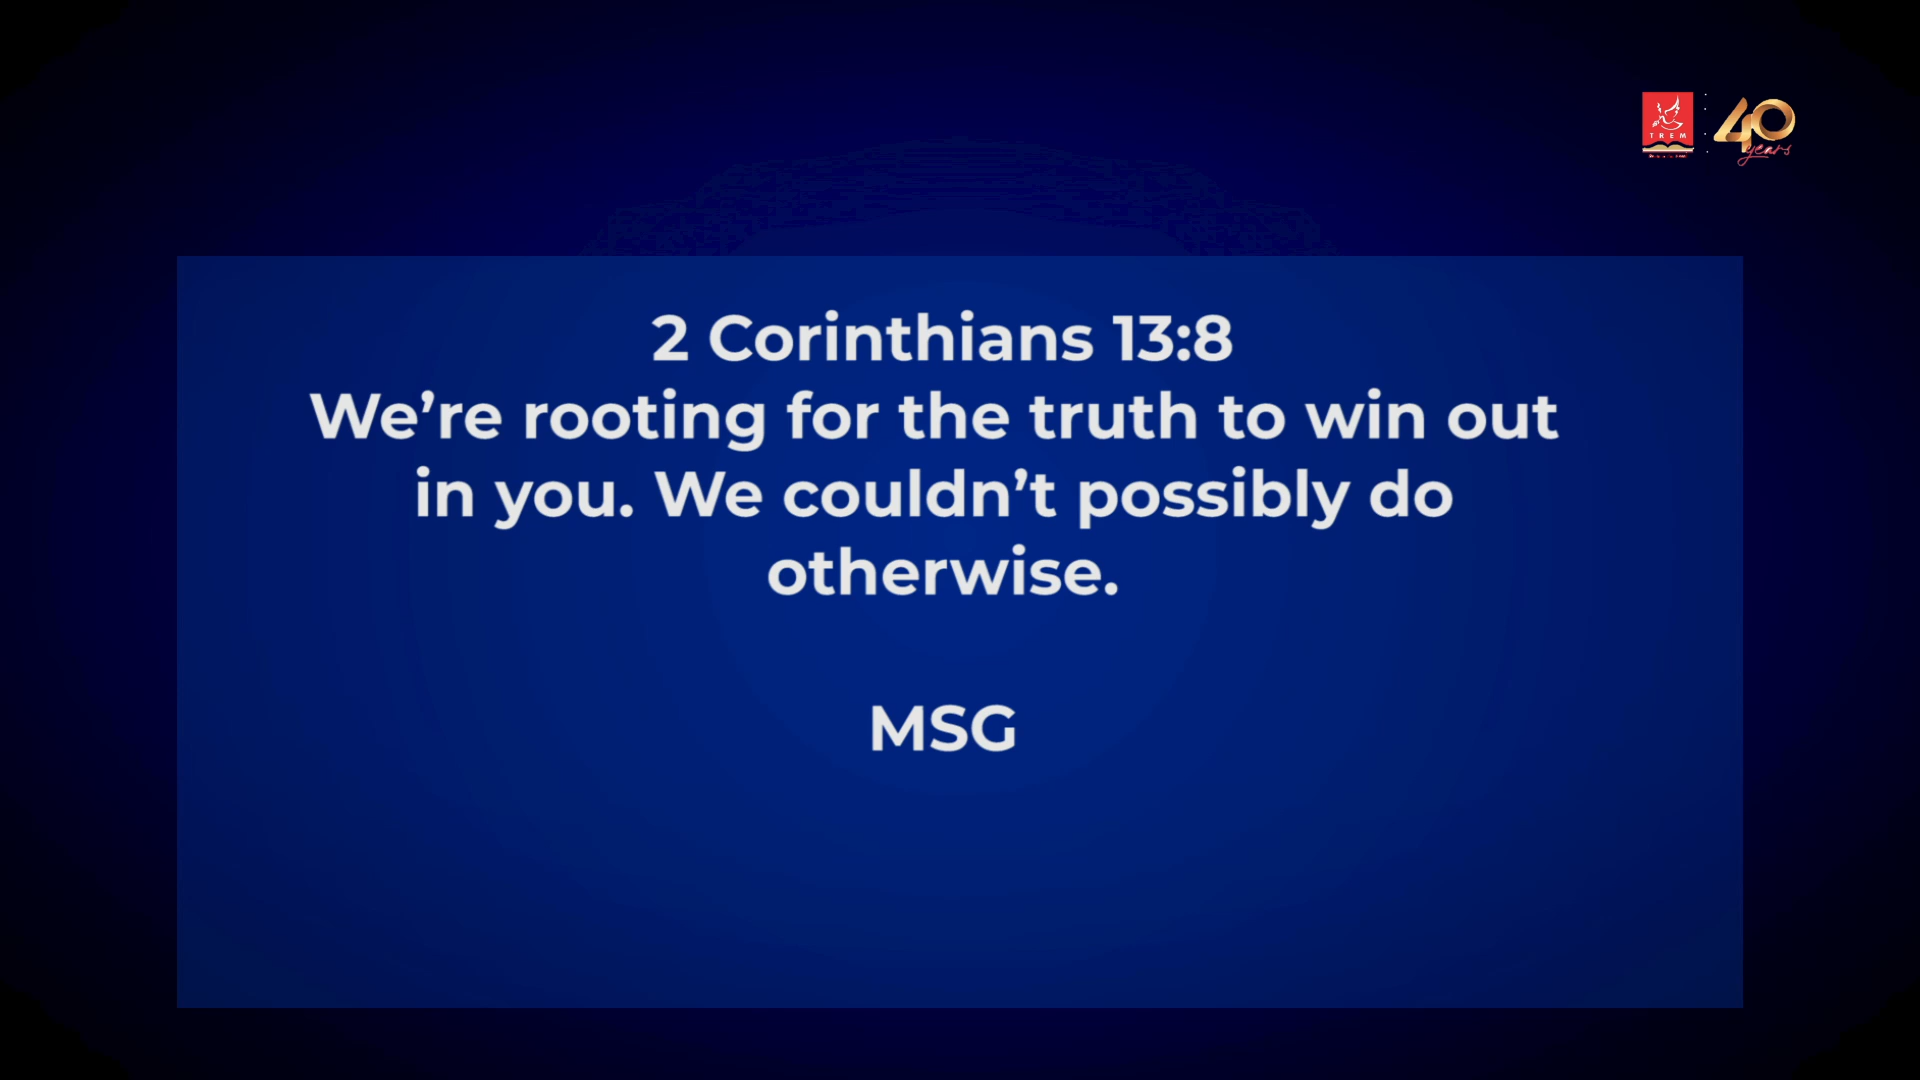 TREM
40
years
2 Corinthians 13:8
We’re rooting for the truth to win out
in you. We couldn’t possibly do
otherwise.
MSG